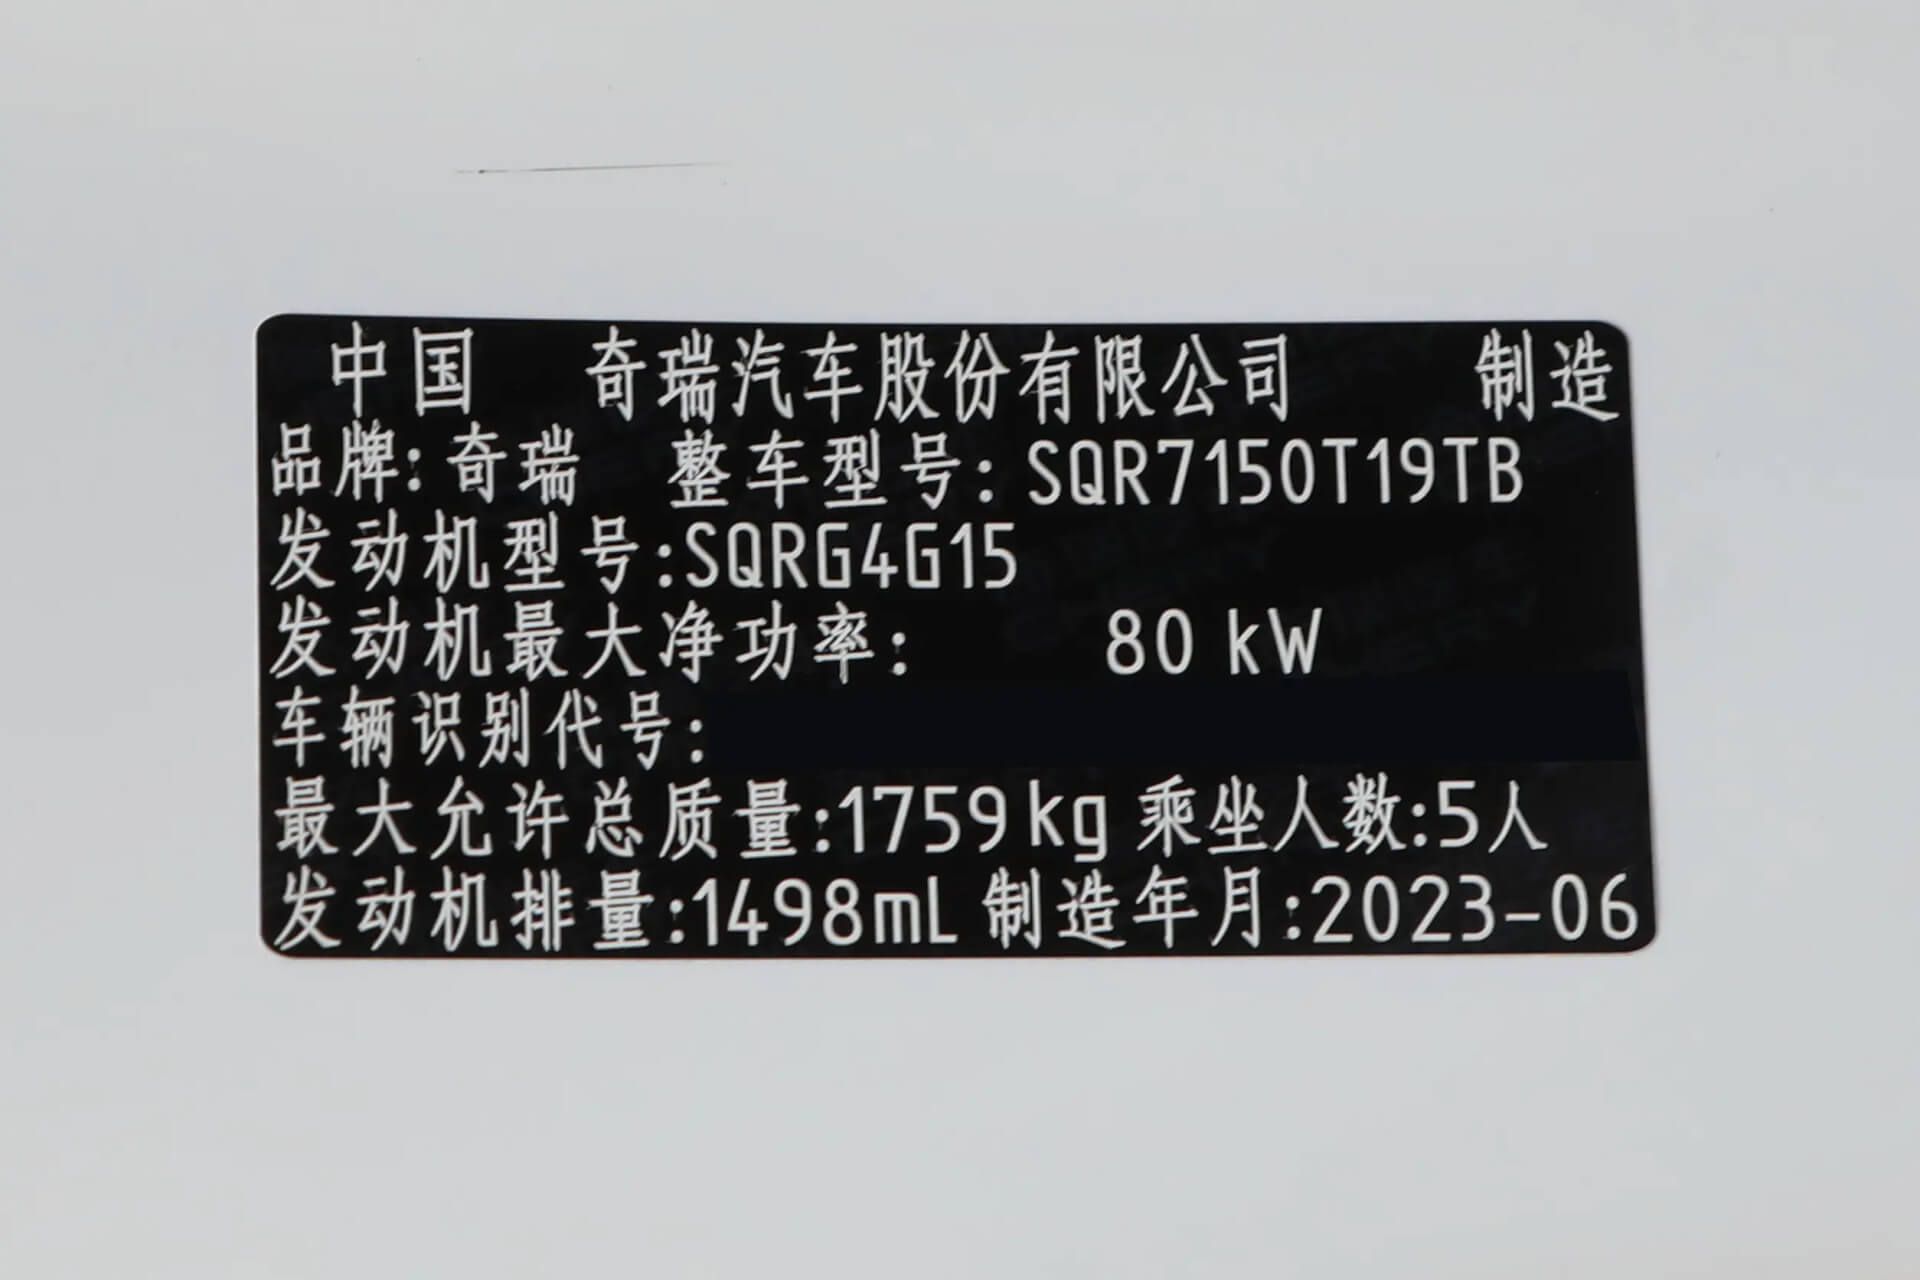 中国 奇瑞汽车股份有限公司 制造
品牌:奇瑞 整车型号:SQR7150T19TB
发动机型号:SQRG4G15
发动机最大净功率: 80 kW
车辆识别代号:
最大允许总质量:1759kg 乘坐人数:5人
发动机排量:1498mL 制造年月:2023-06